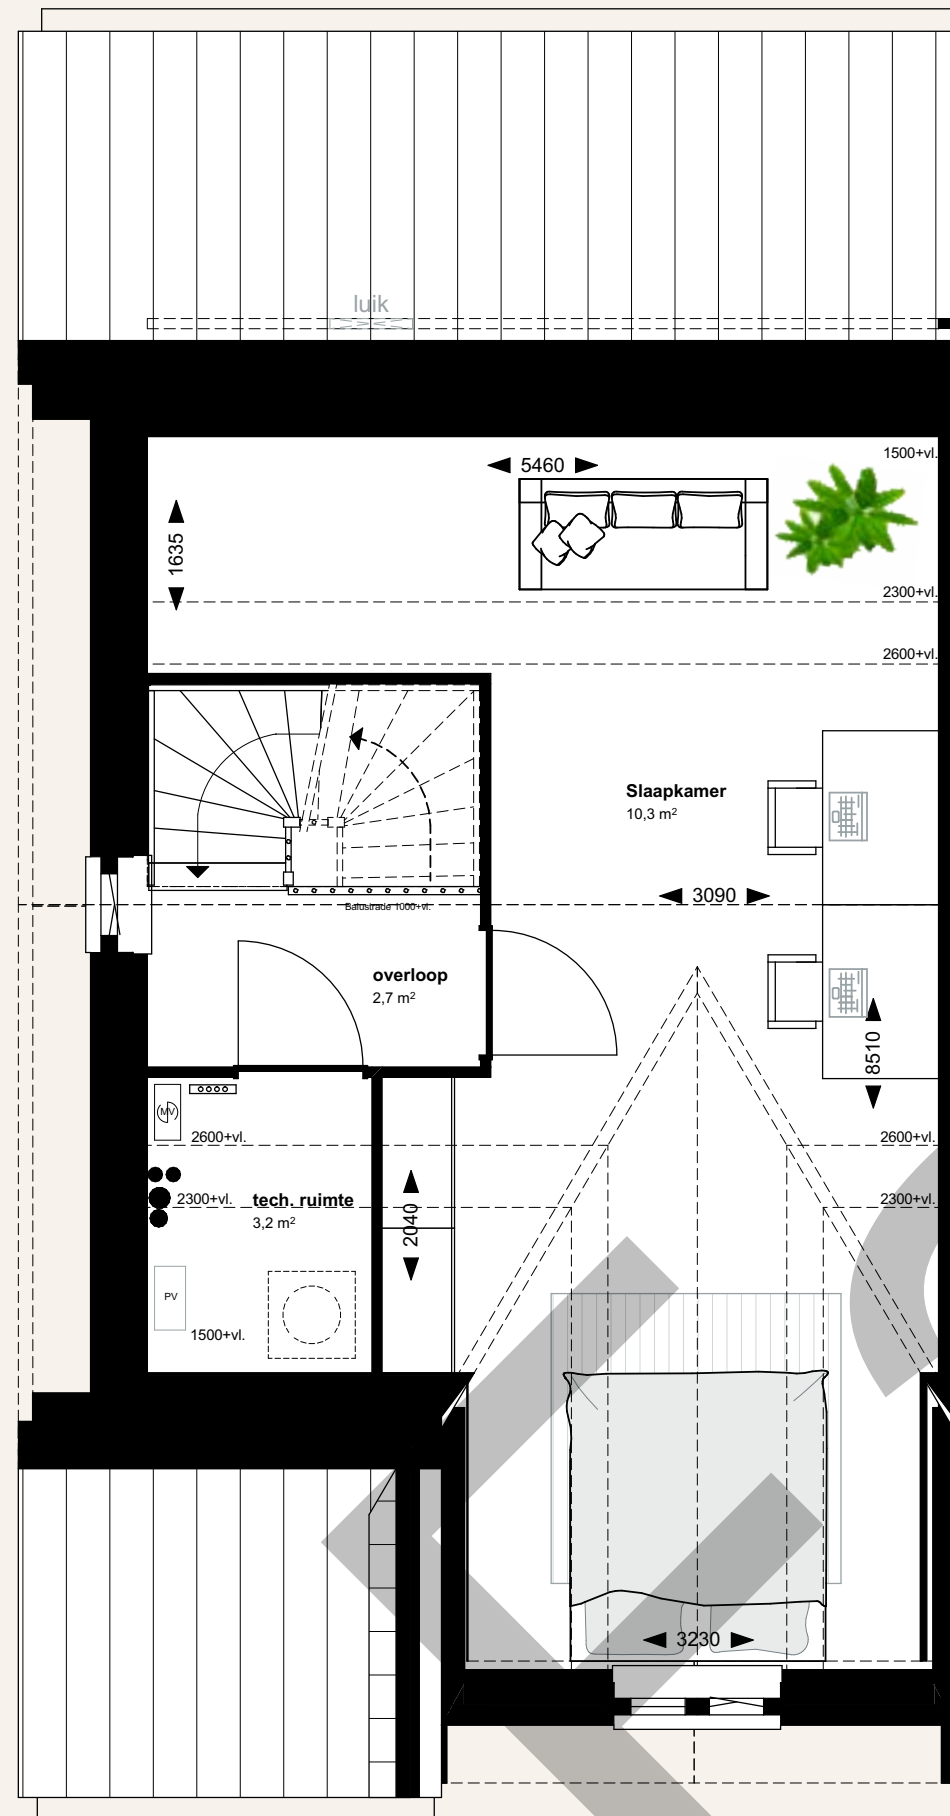 luik
1500+vl.
5460
1635
2300+vl.
2600+vl.
Slaapkamer
10,3 m²
3090
Balustrade 1000+vl.
overloop
2,7 m²
8510
MV
2600+vl.
2600+vl.
2300+vl.
tech. ruimte
3,2 m²
2300+vl.
2040
PV
1500+vl.
3230